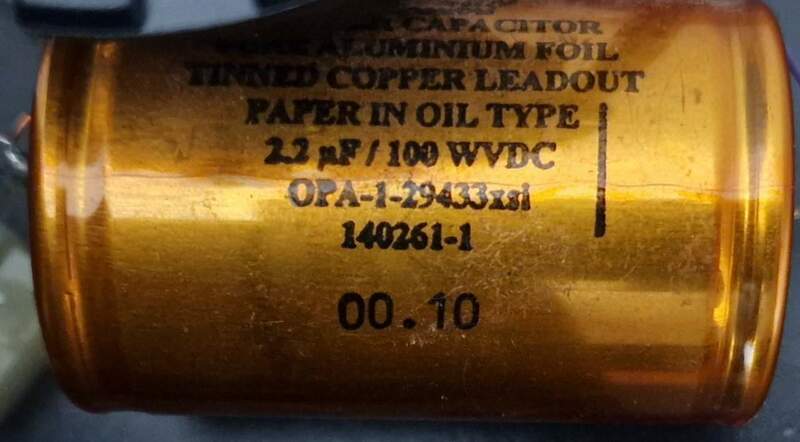 CAPACITOR
ALUMINIUM FOIL
TINNED COPPER LEADOUT
PAPER IN OIL TYPE
2.2 µF / 100 WVDC
OPA-1-29433xsl
140261-1
00.10